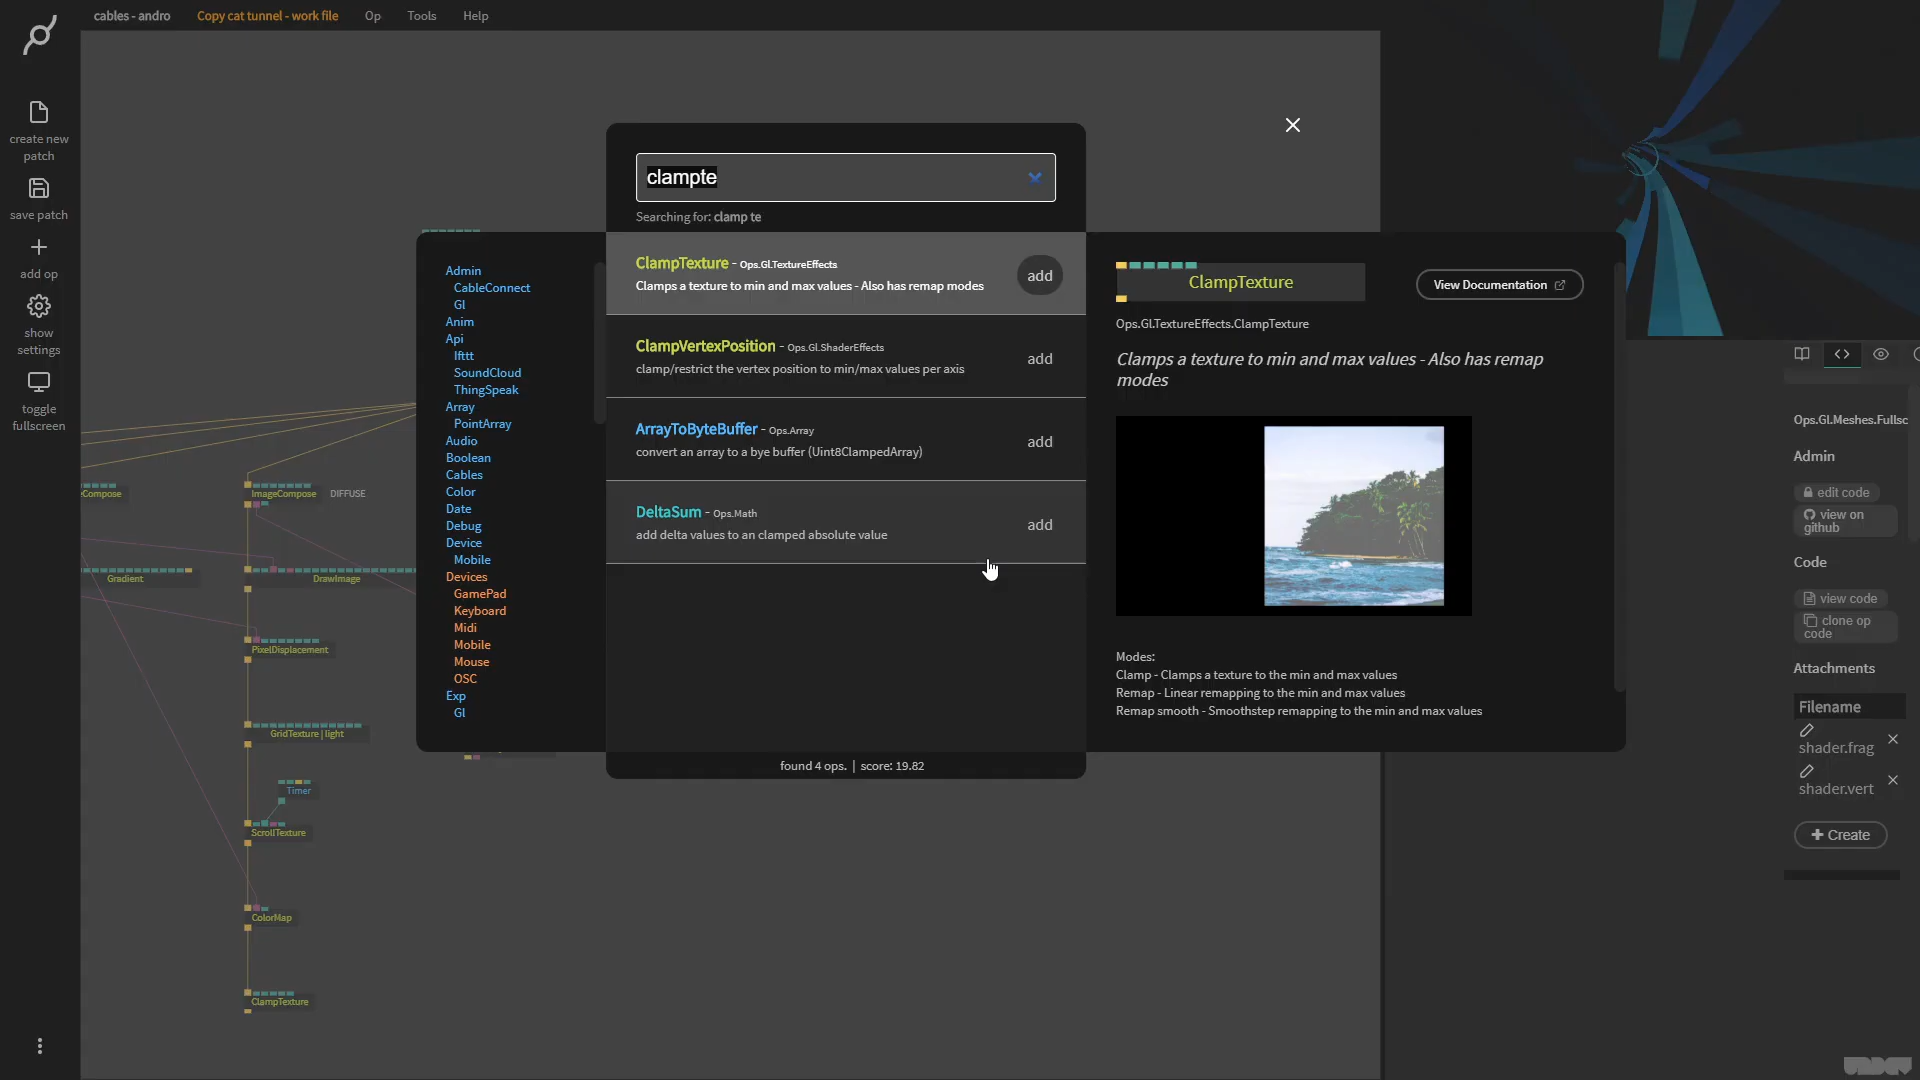 cables - andro
Copy cat tunnel - work file
Op
Tools
Help
create new
patch
save patch
add op
show
settings
toggle
fullscreen
clampte
Searching for: clamp te
ClampTexture - Ops.Gl.TextureEffects
Clamps a texture to min and max values - Also has remap modes
add
ClampVertexPosition - Ops.Gl.ShaderEffects
clamp/restrict the vertex position to min/max values per axis
add
ArrayToByteBuffer - Ops.Array
convert an array to a bye buffer (Uint8ClampedArray)
add
DeltaSum - Ops.Math
add delta values to an clamped absolute value
add
found 4 ops. | score: 19.82
Admin
CableConnect
Gl
Anim
Api
Ifttt
SoundCloud
ThingSpeak
Array
PointArray
Audio
Boolean
Cables
Color
Date
Debug
Device
Mobile
Devices
GamePad
Keyboard
Midi
Mobile
Mouse
OSC
Exp
Gl
ClampTexture
View Documentation
Ops.Gl.TextureEffects.ClampTexture
Clamps a texture to min and max values - Also has remap
modes
Modes:
Clamp - Clamps a texture to the min and max values
Remap - Linear remapping to the min and max values
Remap smooth - Smoothstep remapping to the min and max values
eCompose
ImageCompose
DIFFUSE
Gradient
DrawImage
PixelDisplacement
GridTexture | light
Timer
ScrollTexture
ColorMap
ClampTexture
Ops.Gl.Meshes.Fullsc
Admin
edit code
view on
github
Code
view code
clone op
code
Attachments
Filename
shader.frag
shader.vert
Create